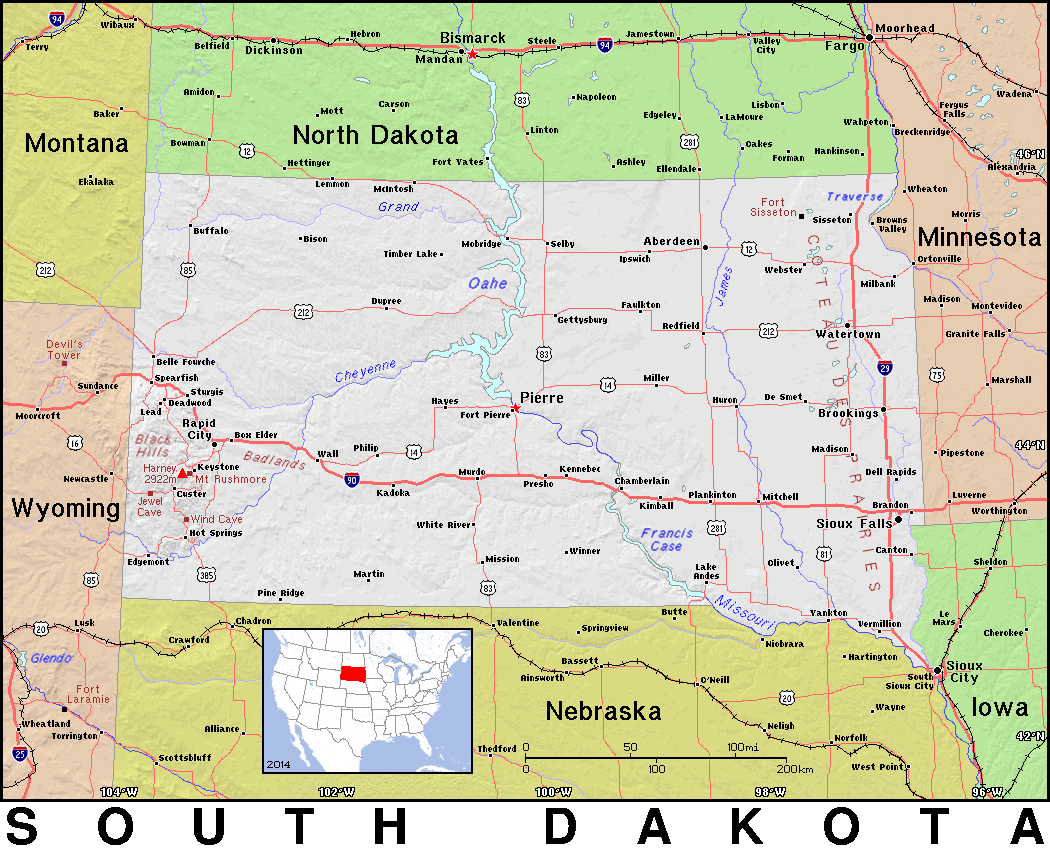 94
Wibaux
Terry
Belfield
Dickinson
Hebron
Bismarck
Mandan
Steele
94
Jamestown
Valley
City
Fargo
Moorhead
Amidon
Mott
Carson
83
Napoleon
Lisbon
Fergus
Falls
Wadena
Baker
Edgeley
LaMoure
Wahpeton
Breckenridge
Montana
North Dakota
Bowman
12
Linton
281
Oakes
Forman
Hankinson
46°N
Hettinger
Fort Yates
Ashley
Ellendale
Alexandria
Ekalaka
Lemmon
McIntosh
Grand
Fort
Sisseton
Traverse
Wheaton
Sisseton
Browns
Valley
Morris
Buffalo
Bison
Mobridge
Selby
Aberdeen
12
Minnesota
Timber Lake
Ipswich
COTEAU DES PRAIRIES
Webster
Ortonville
212
85
Oahe
James
Milbank
Dupree
212
Faulkton
Madison
Montevideo
Gettysburg
Redfield
212
Watertown
Granite Falls
Devil's
Tower
Belle Fourche
Cheyenne
83
29
75
Sundance
Spearfish
Sturgis
Deadwood
Lead
14
Miller
Marshall
Moorcroft
Hayes
Pierre
Fort Pierre
Huron
De Smet
Brookings
Rapid
City
Box Elder
16
Black
Hills
Badlands
Wall
Philip
14
Madison
Pipestone
44°N
Harney
2922m
Keystone
Mt Rushmore
90
Murdo
Kennebec
Presho
Chamberlain
Dell Rapids
Newcastle
Custer
Kadoka
Kimball
Plankinton
Mitchell
Brandon
Luverne
Worthington
Wyoming
Jewel
Cave
Wind Cave
Hot Springs
White River
Francis
Case
281
Sioux Falls
Edgemont
Mission
Winner
81
Canton
85
385
Martin
Lake
Andes
Olivet
Sheldon
Pine Ridge
83
Missouri
Butte
Yankton
Vermillion
Le
Mars
Cherokee
20
Lusk
Crawford
Chadron
Valentine
Springview
Niobrara
Glendo
Bassett
Ainsworth
Hartington
Sioux
City
South
Sioux City
Fort
Laramie
O'Neill
20
Wayne
Iowa
Wheatland
Torrington
Alliance
Nebraska
Neligh
Norfolk
42°N
25
Scottsbluff
2014
Thedford
0 50 100mi
0 100 200km
West Point
104°W
102°W
100°W
98°W
96°W
SOUTH DAKOTA